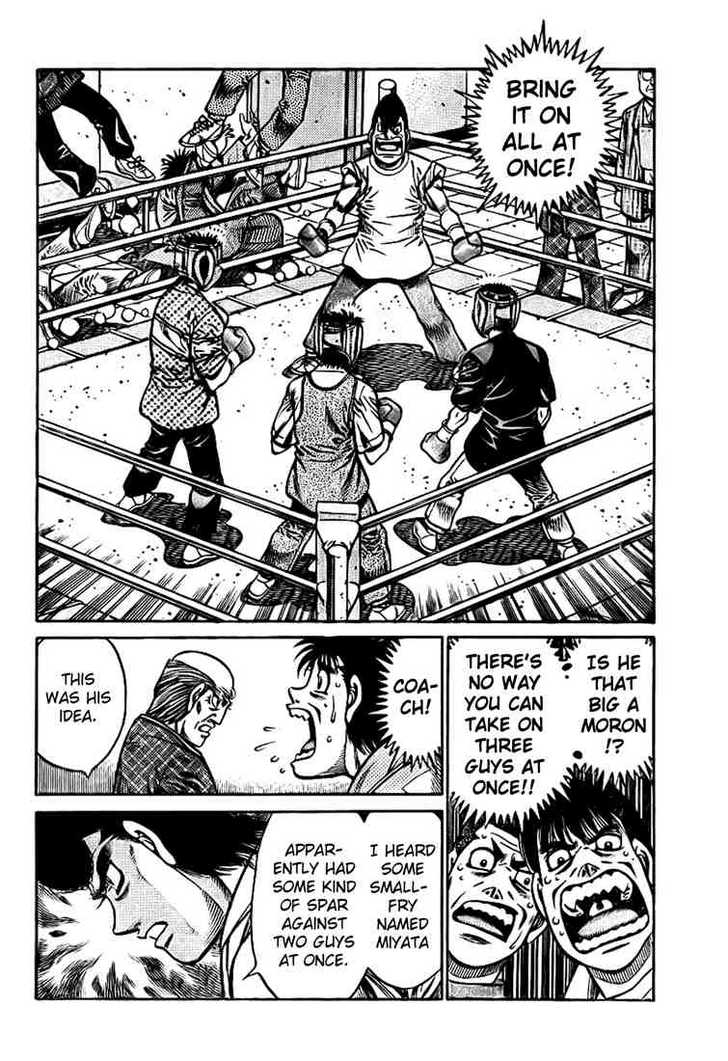 BRING
IT ON
ALL AT
ONCE!
IS HE
THAT
BIG A
MORON
!?
THERE'S
NO WAY
YOU CAN
TAKE ON
THREE
GUYS AT
ONCE!!
COA-
CH!
THIS
WAS HIS
IDEA.
I HEARD
SOME
SMALL-
FRY
NAMED
MIYATA
APPAR-
ENTLY HAD
SOME KIND
OF SPAR
AGAINST
TWO GUYS
AT ONCE.